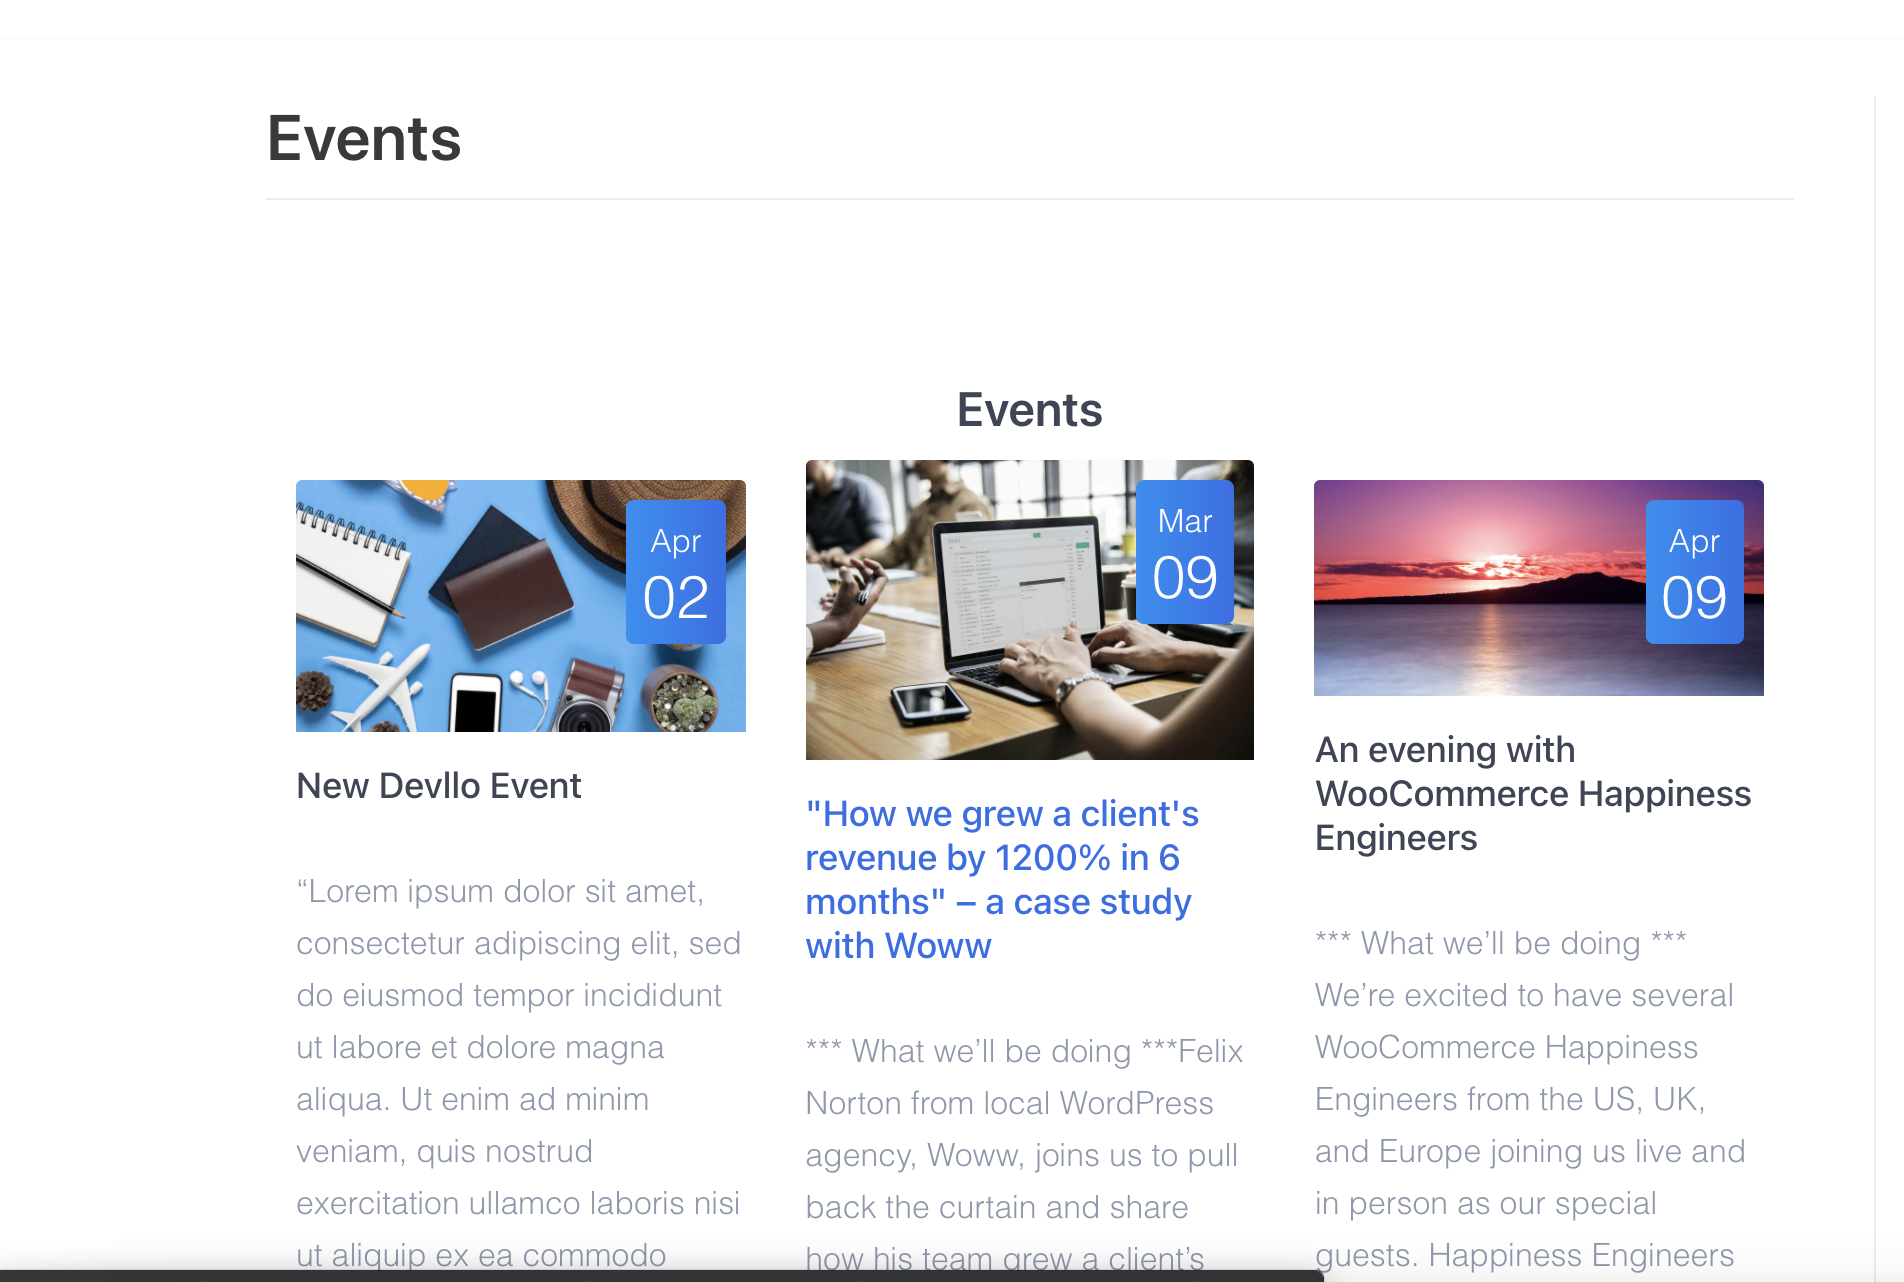 Events
Events
Apr
02
New Devllo Event
“Lorem ipsum dolor sit amet,
consectetur adipiscing elit, sed
do eiusmod tempor incididunt
ut labore et dolore magna
aliqua. Ut enim ad minim
veniam, quis nostrud
exercitation ullamco laboris nisi
ut aliquip ex ea commodo
Mar
09
"How we grew a client's
revenue by 1200% in 6
months" – a case study
with Woww
*** What we’ll be doing ***Felix
Norton from local WordPress
agency, Woww, joins us to pull
back the curtain and share
how his team grew a client’s
Apr
09
An evening with
WooCommerce Happiness
Engineers
*** What we’ll be doing ***
We’re excited to have several
WooCommerce Happiness
Engineers from the US, UK,
and Europe joining us live and
in person as our special
guests. Happiness Engineers